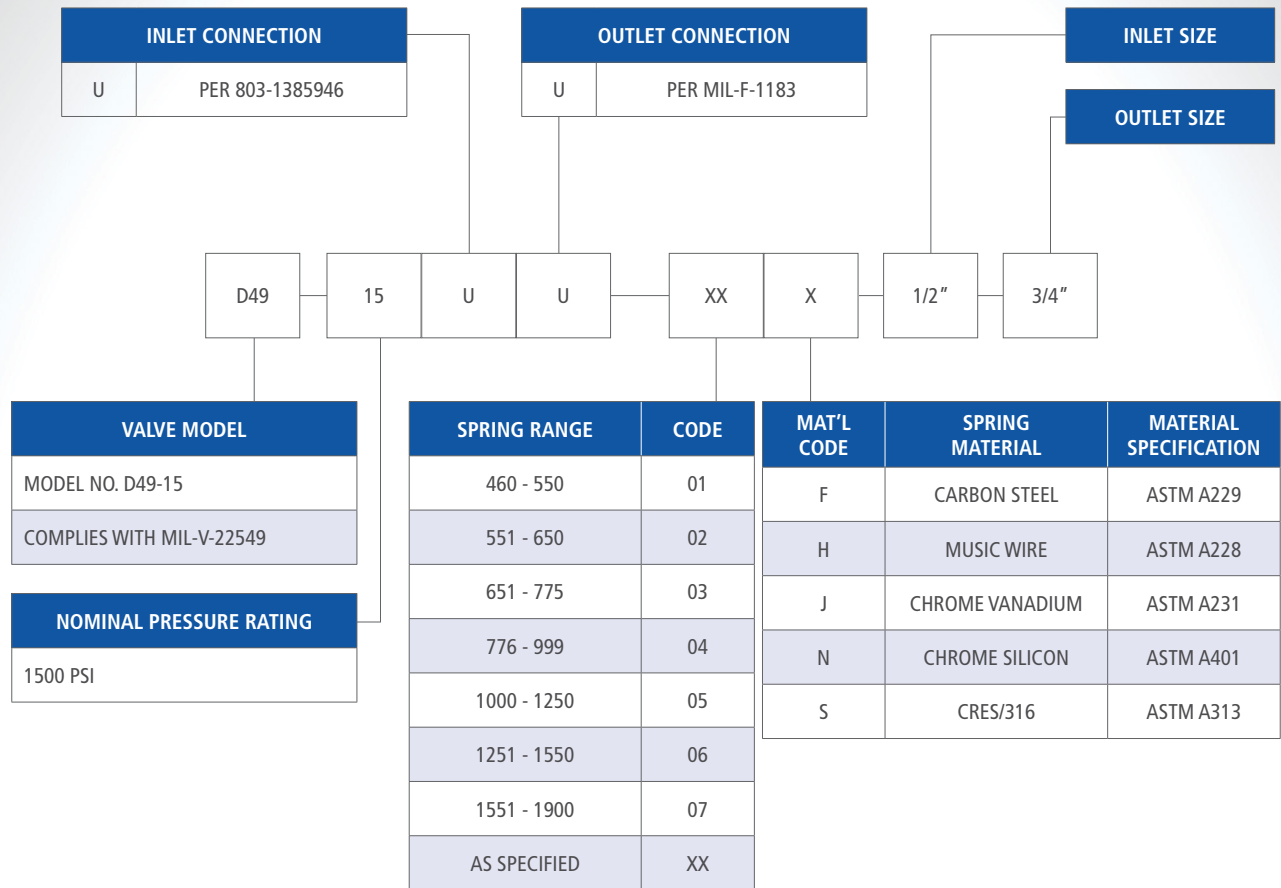 INLET CONNECTION
U PER 803-1385946
OUTLET CONNECTION
U PER MIL-F-1183
INLET SIZE
OUTLET SIZE
D49 15 U U XX X 1/2" 3/4"
VALVE MODEL
MODEL NO. D49-15
COMPLIES WITH MIL-V-22549
NOMINAL PRESSURE RATING
1500 PSI
SPRING RANGE CODE
460 - 550 01
551 - 650 02
651 - 775 03
776 - 999 04
1000 - 1250 05
1251 - 1550 06
1551 - 1900 07
AS SPECIFIED XX
MAT'L SPRING MATERIAL
CODE MATERIAL SPECIFICATION
F CARBON STEEL ASTM A229
H MUSIC WIRE ASTM A228
J CHROME VANADIUM ASTM A231
N CHROME SILICON ASTM A401
S CRES/316 ASTM A313